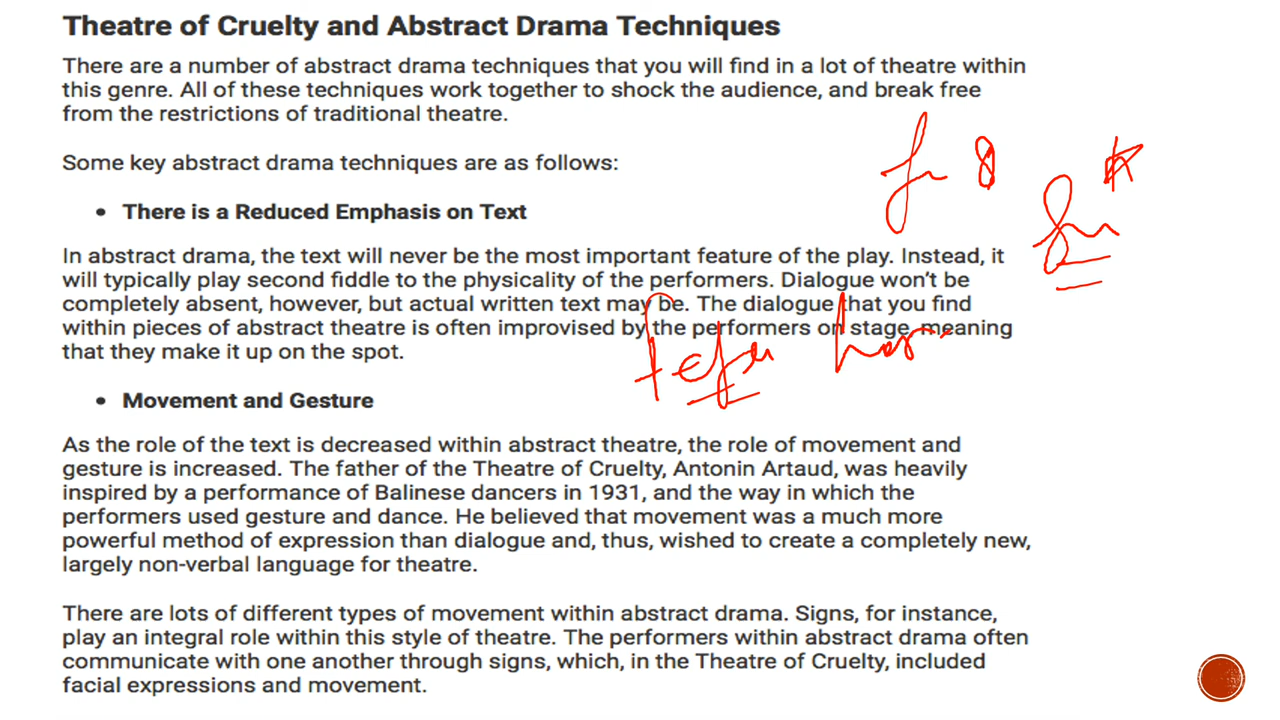 Theatre of Cruelty and Abstract Drama Techniques
There are a number of abstract drama techniques that you will find in a lot of theatre within
this genre. All of these techniques work together to shock the audience, and break free
from the restrictions of traditional theatre.
Some key abstract drama techniques are as follows:
• There is a Reduced Emphasis on Text
In abstract drama, the text will never be the most important feature of the play. Instead, it
will typically play second fiddle to the physicality of the performers. Dialogue won't be
completely absent, however, but actual written text may be. The dialogue that you find
within pieces of abstract theatre is often improvised by the performers on stage, meaning
that they make it up on the spot.
• Movement and Gesture
As the role of the text is decreased within abstract theatre, the role of movement and
gesture is increased. The father of the Theatre of Cruelty, Antonin Artaud, was heavily
inspired by a performance of Balinese dancers in 1931, and the way in which the
performers used gesture and dance. He believed that movement was a much more
powerful method of expression than dialogue and, thus, wished to create a completely new,
largely non-verbal language for theatre.
There are lots of different types of movement within abstract drama. Signs, for instance,
play an integral role within this style of theatre. The performers within abstract drama often
communicate with one another through signs, which, in the Theatre of Cruelty, included
facial expressions and movement.